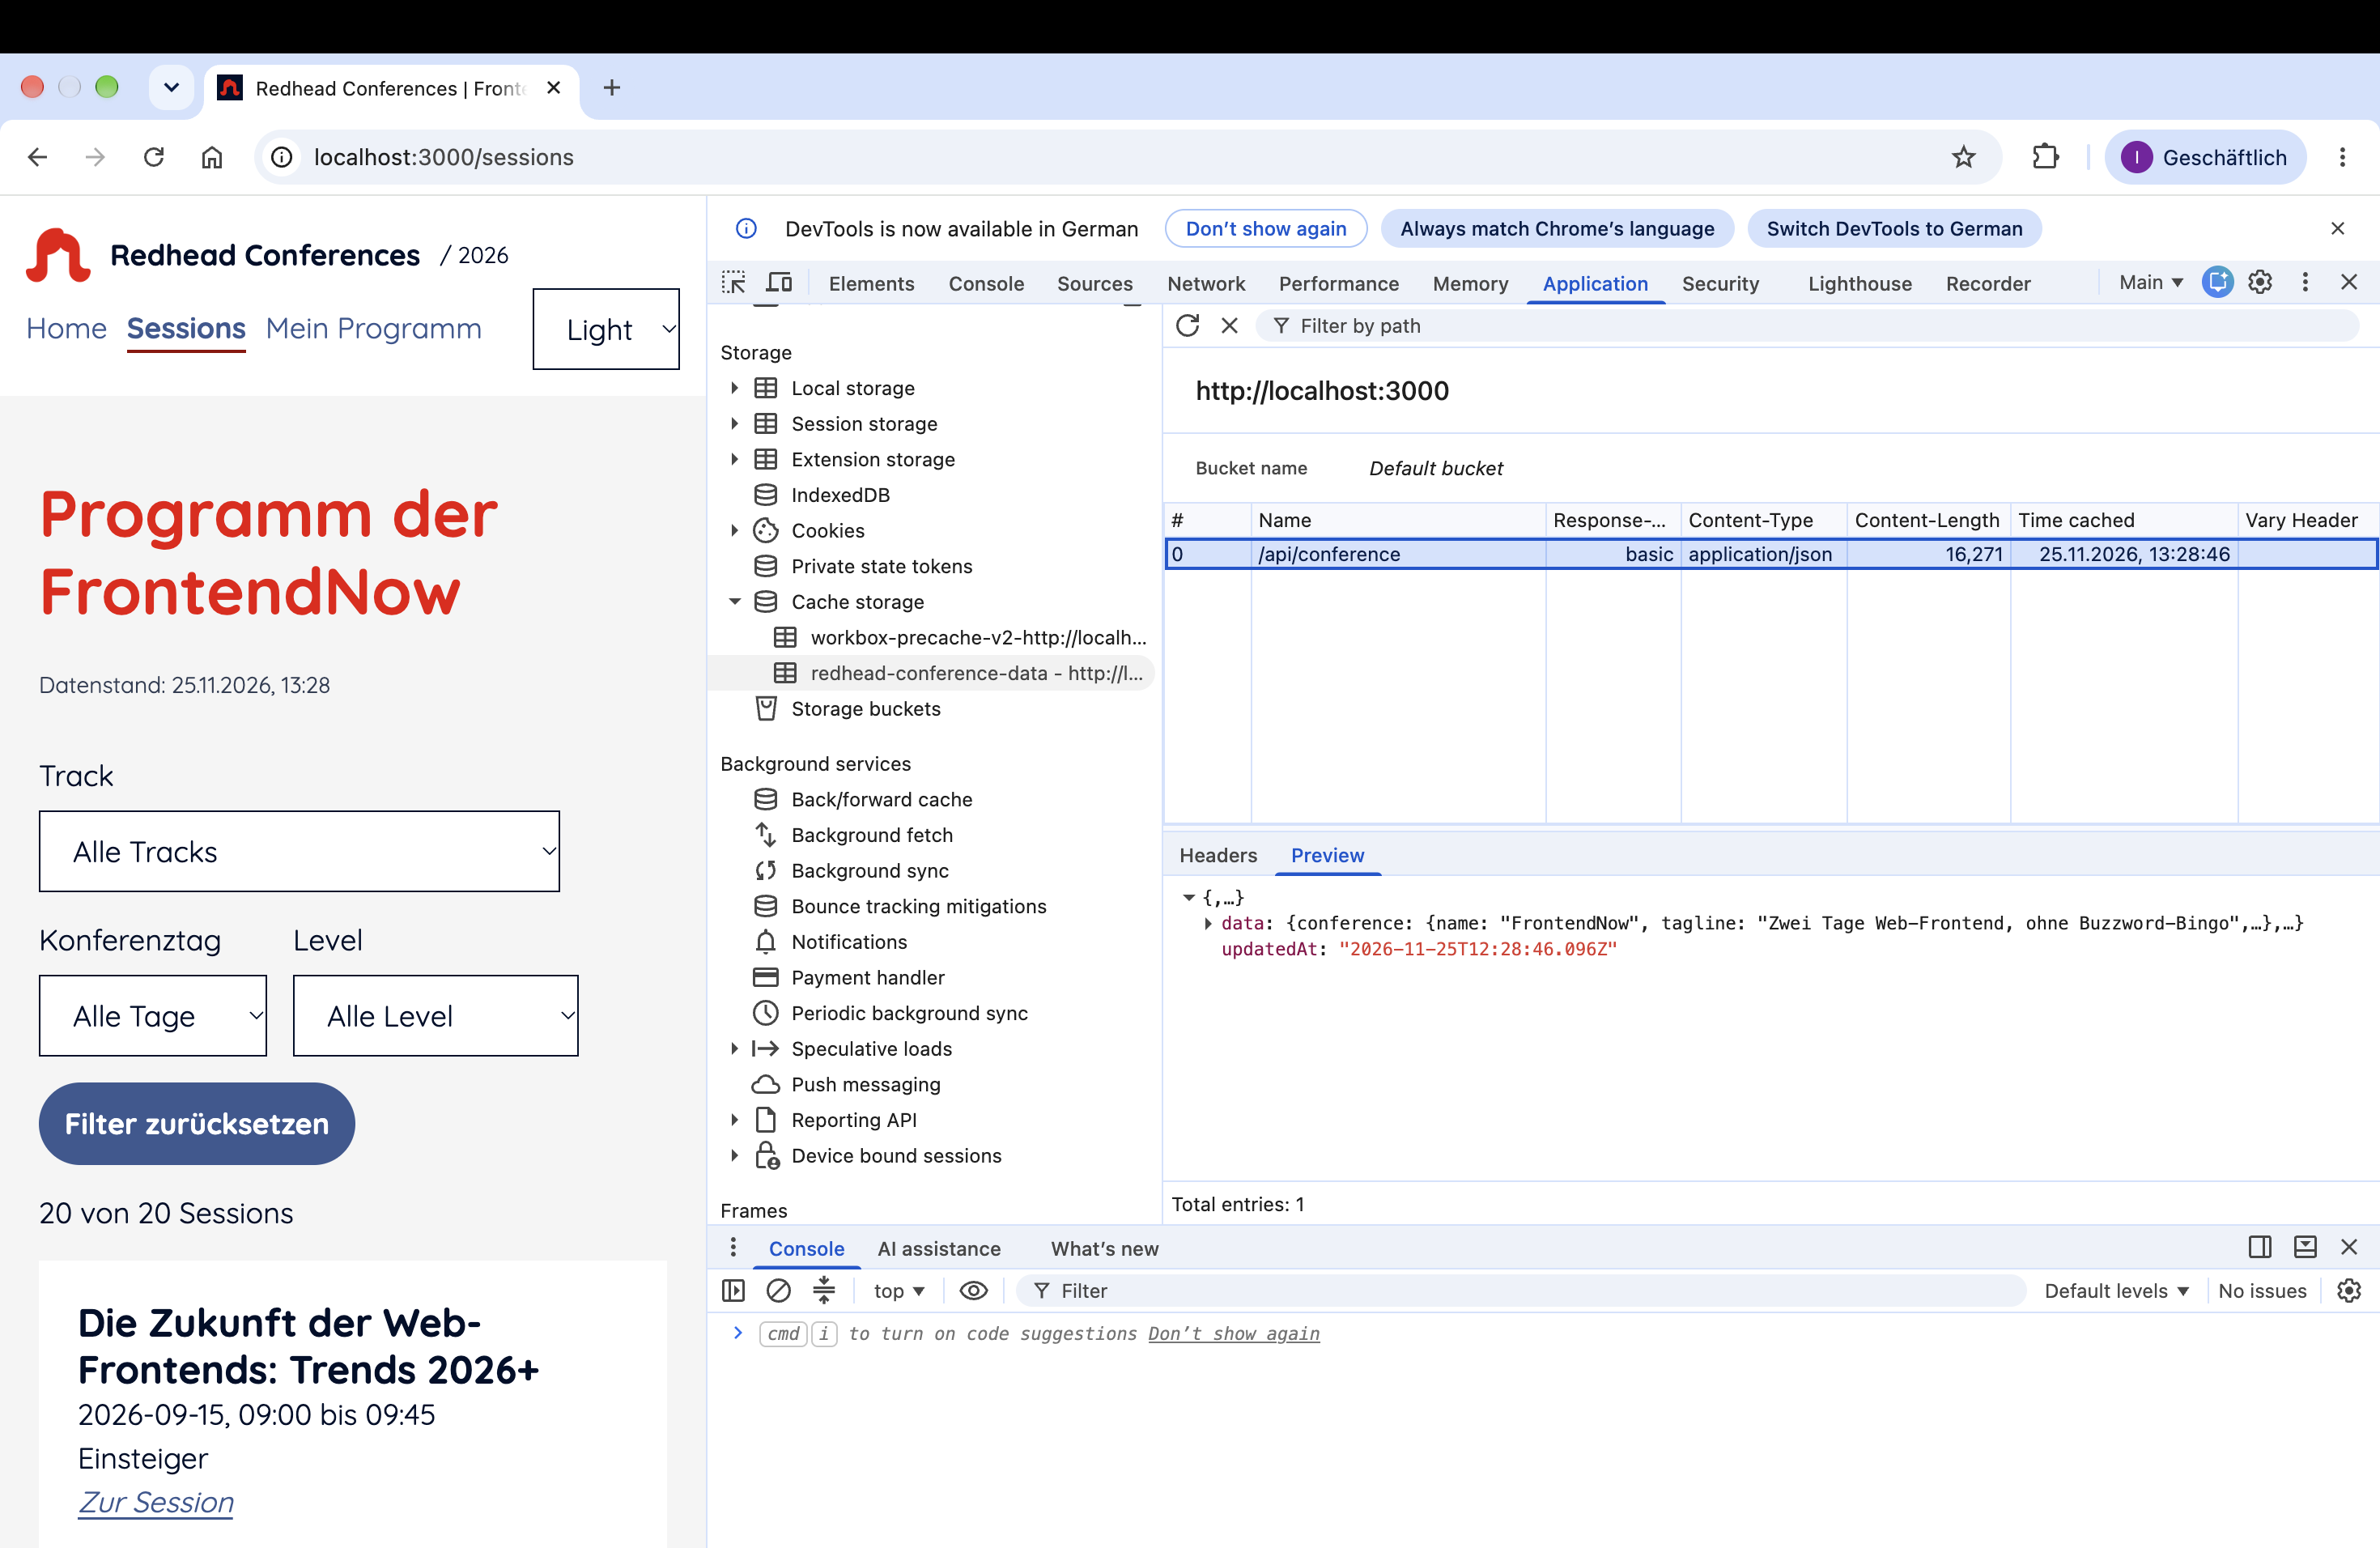 Redhead Conferences | Fronte
localhost:3000/sessions
I Geschäftlich
Redhead Conferences / 2026
Home Sessions Mein Programm
Light
Programm der
FrontendNow
Datenstand: 25.11.2026, 13:28
Track
Alle Tracks
Konferenztag Level
Alle Tage Alle Level
Filter zurücksetzen
20 von 20 Sessions
Die Zukunft der Web-
Frontends: Trends 2026+
2026-09-15, 09:00 bis 09:45
Einsteiger
Zur Session
DevTools is now available in German Don't show again Always match Chrome's language Switch DevTools to German
Elements Console Sources Network Performance Memory Application Security Lighthouse Recorder Main
Storage
Local storage
Session storage
Extension storage
IndexedDB
Cookies
Private state tokens
Cache storage
workbox-precache-v2-http://localh...
redhead-conference-data - http://l...
Storage buckets
Background services
Back/forward cache
Background fetch
Background sync
Bounce tracking mitigations
Notifications
Payment handler
Periodic background sync
Speculative loads
Push messaging
Reporting API
Device bound sessions
Frames
Filter by path
http://localhost:3000
Bucket name Default bucket
# Name Response-... Content-Type Content-Length Time cached Vary Header
0 /api/conference basic application/json 16,271 25.11.2026, 13:28:46
Headers Preview
{,…}
data: {conference: {name: "FrontendNow", tagline: "Zwei Tage Web-Frontend, ohne Buzzword-Bingo",…},…}
updatedAt: "2026-11-25T12:28:46.096Z"
Total entries: 1
Console AI assistance What's new
top Filter Default levels No issues
cmd i to turn on code suggestions Don't show again